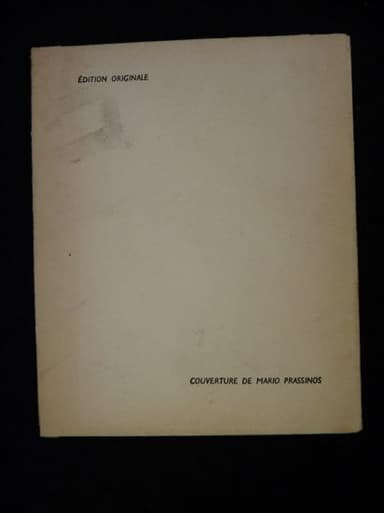 ÉDITION ORIGINALE
COUVERTURE DE MARIO PRASSINOS